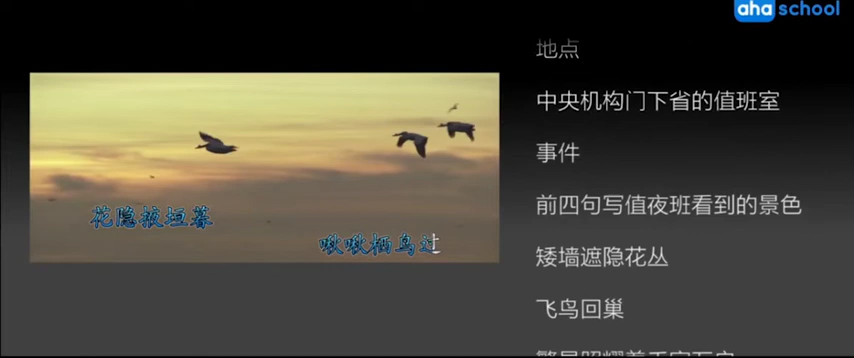 aha school
地点
中央机构门下省的值班室
事件
前四句写值夜班看到的景色
矮墙遮隐花丛
飞鸟回巢
花隐掖垣暮
啾啾栖鸟过